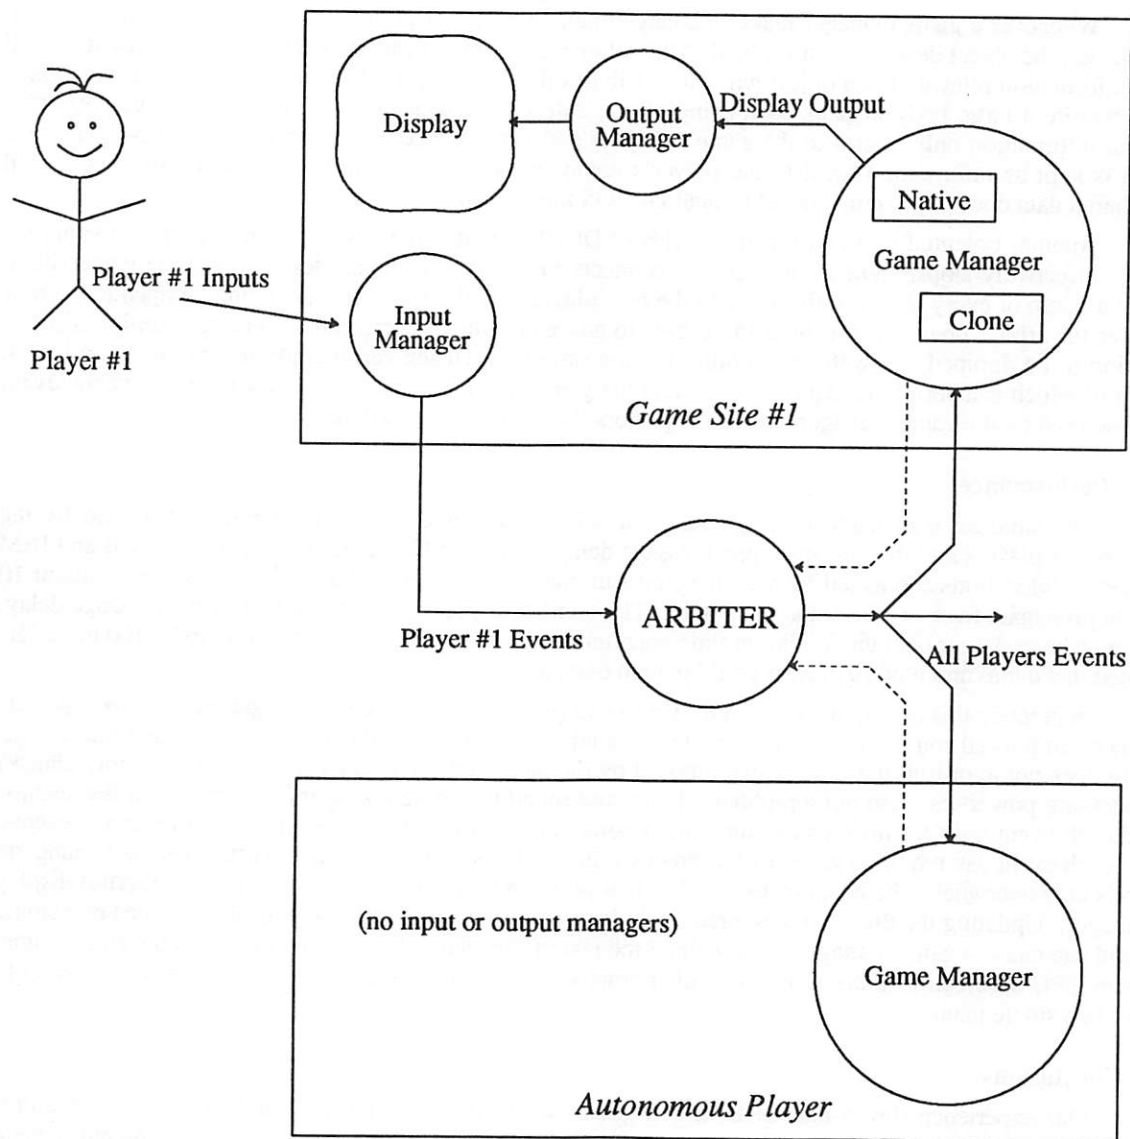 Display
Output
Manager
Display Output
Native
Game Manager
Clone
Player #1 Inputs
Input
Manager
Player #1
Game Site #1
ARBITER
Player #1 Events
All Players Events
(no input or output managers)
Game Manager
Autonomous Player